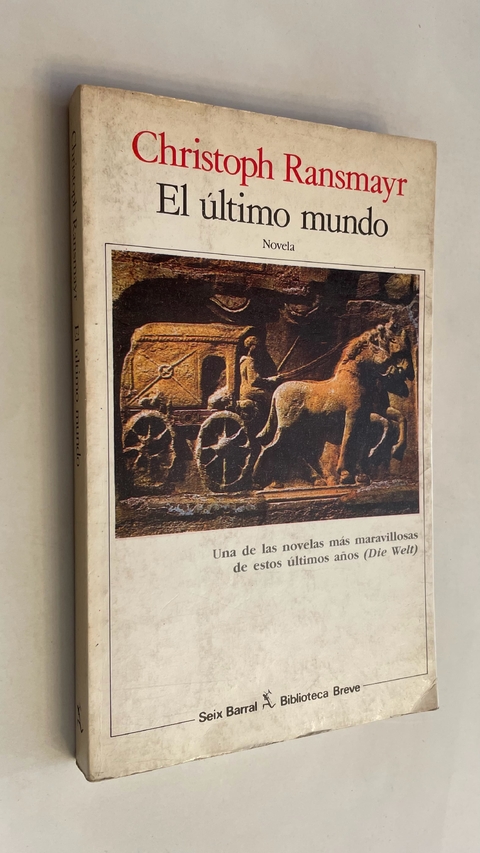 Christoph Ransmayr
El último mundo
Novela
Una de las novelas más maravillosas
de estos últimos años (Die Welt)
Seix Barral Biblioteca Breve
Christoph Ransmayr El último mundo